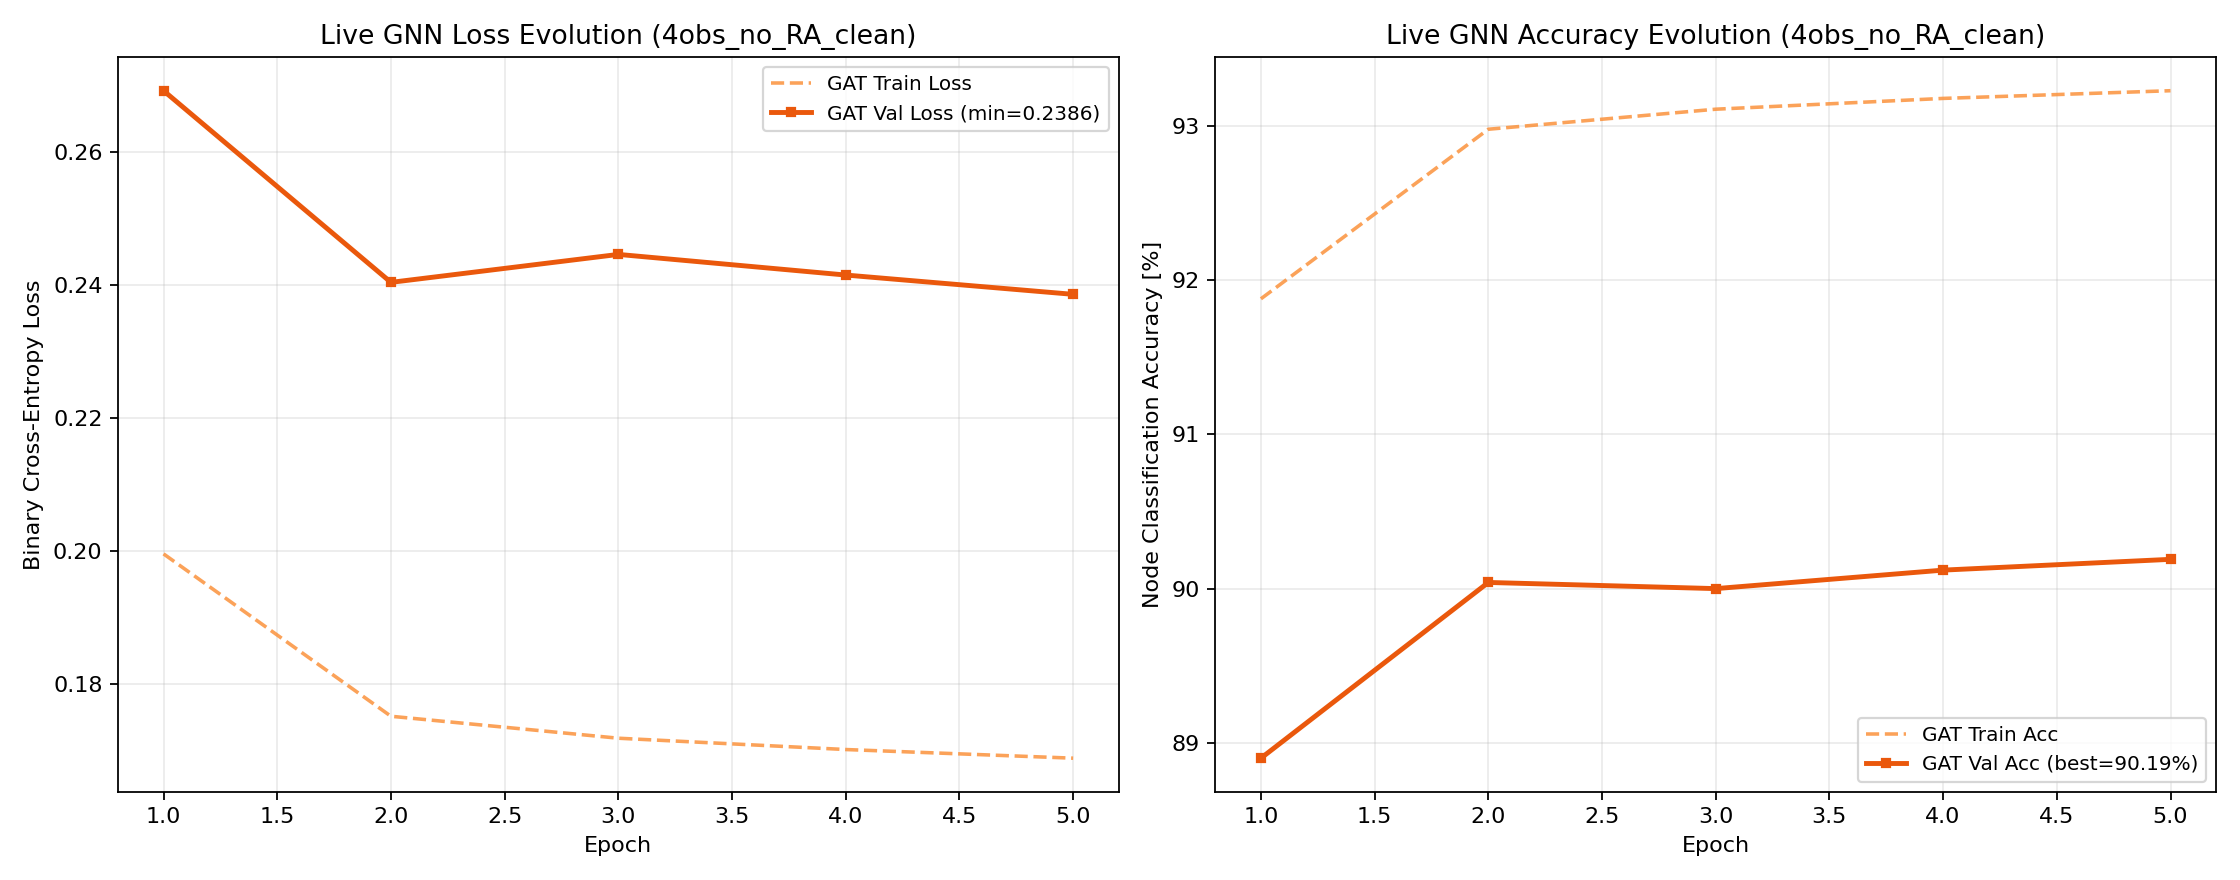 Live GNN Loss Evolution (4obs_no_RA_clean)
GAT Train Loss
GAT Val Loss (min=0.2386)
Binary Cross-Entropy Loss
0.26
0.24
0.22
0.20
0.18
1.0 1.5 2.0 2.5 3.0 3.5 4.0 4.5 5.0
Epoch
Live GNN Accuracy Evolution (4obs_no_RA_clean)
Node Classification Accuracy [%]
93
92
91
90
89
GAT Train Acc
GAT Val Acc (best=90.19%)
1.0 1.5 2.0 2.5 3.0 3.5 4.0 4.5 5.0
Epoch